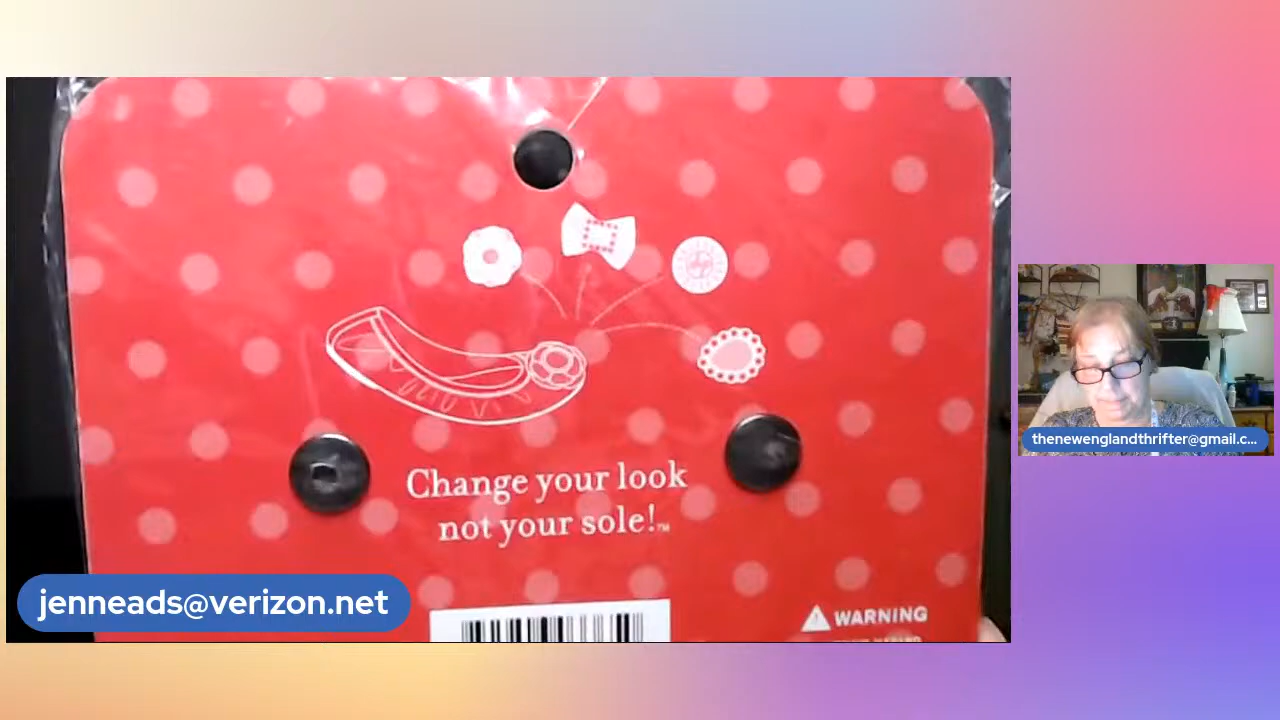 Change your look
not your sole!™
WARNING
jenneads@verizon.net
thenewenglandthrifter@gmail.c...